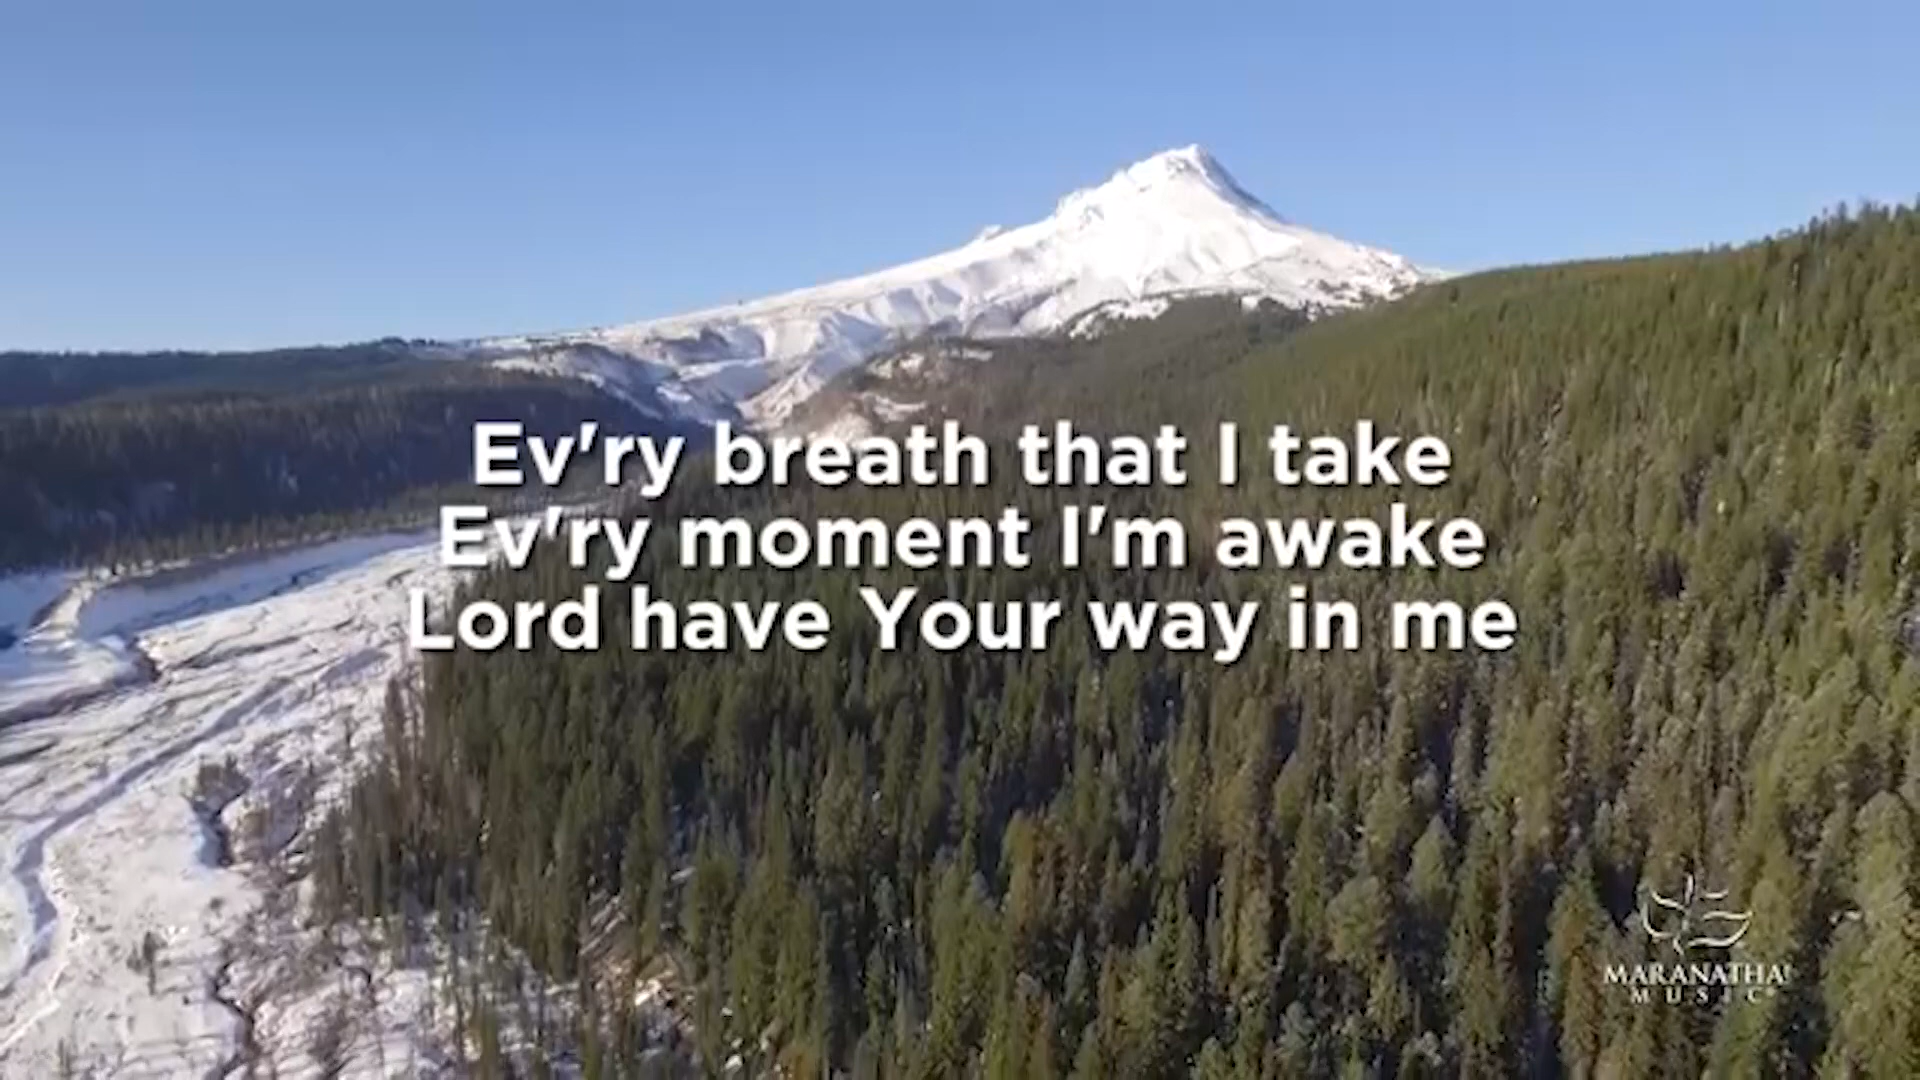 Ev'ry breath that I take
Ev'ry moment I'm awake
Lord have Your way in me
MARANATHA!
MUSIC